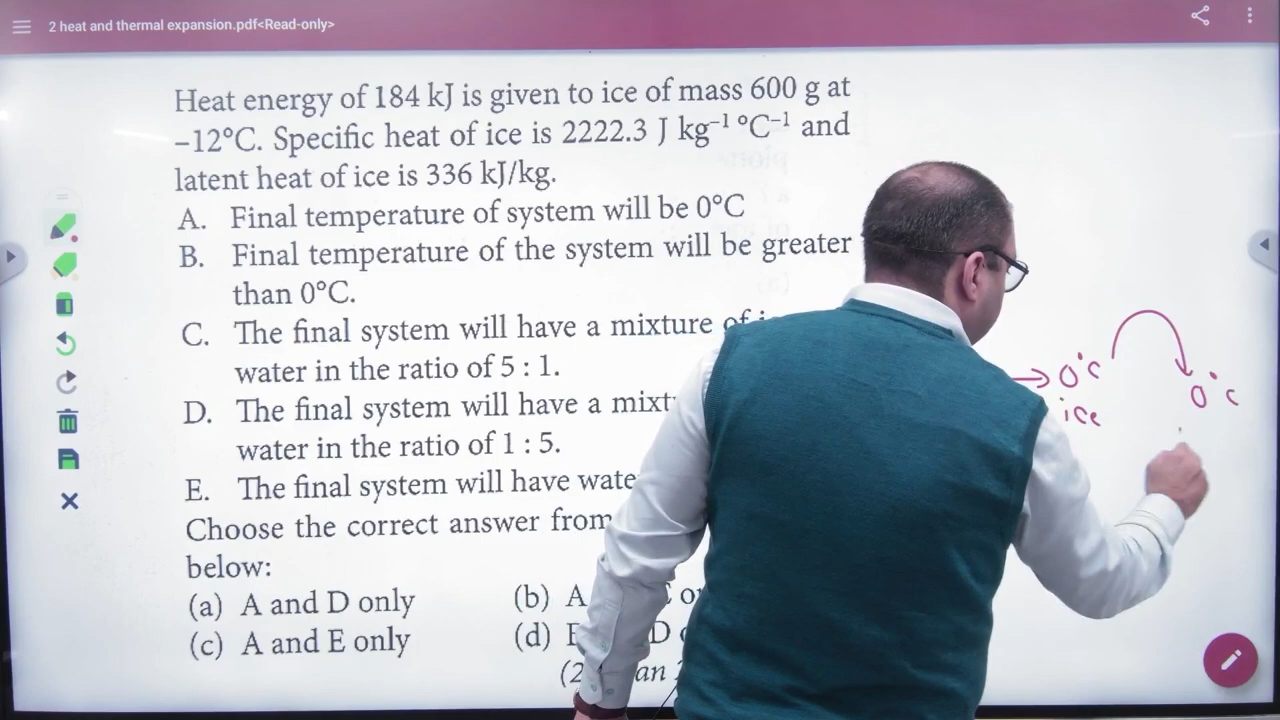 2 heat and thermal expansion.pdf<Read-only>
Heat energy of 184 kJ is given to ice of mass 600 g at
–12°C. Specific heat of ice is 2222.3 J kg⁻¹ °C⁻¹ and
latent heat of ice is 336 kJ/kg.
A. Final temperature of system will be 0°C
B. Final temperature of the system will be greater
than 0°C.
C. The final system will have a mixture of
water in the ratio of 5 : 1.
D. The final system will have a
water in the ratio of 1 : 5.
E. The final system will have
Choose the correct answer from
below:
(a) A and D only
(b) A
(c) A and E only
(d) D
→ 0°C
ice
0°C